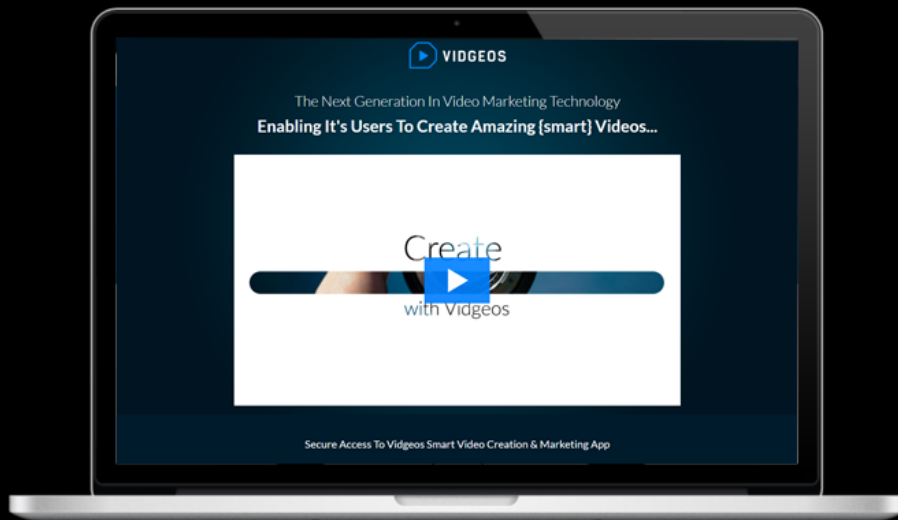 VIDGEOS
The Next Generation In Video Marketing Technology
Enabling It's Users To Create Amazing {smart} Videos...
Create
with Vidgeos
Secure Access To Vidgeos Smart Video Creation & Marketing App